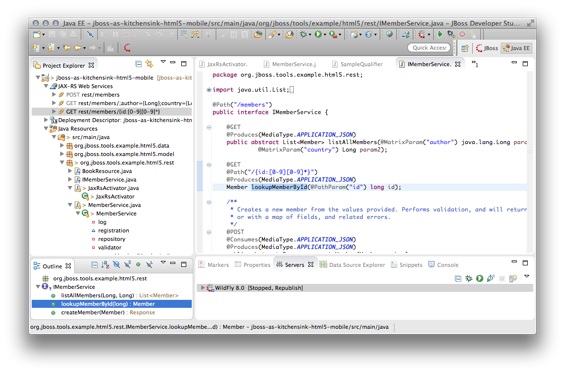 Java EE - jboss-as-kitchensink-html5-mobile/src/main/java/org/jboss/tools/example/html5/rest/IMemberService.java - JBoss Developer Stu...
Quick Access
JBoss
Java EE
Project Explorer
jboss-as-kitchensink-html5-mobile
JAX-RS Web Services
POST rest/members
GET rest/members/;author={Long};country={Lo
GET rest/members/{id:[0-9][0-9]*}
Deployment Descriptor: jboss-as-kitchensink
Java Resources
src/main/java
org.jboss.tools.example.html5.data
org.jboss.tools.example.html5.model
org.jboss.tools.example.html5.rest
BookResource.java
IMemberService.java
JaxRsActivator.java
JaxRsActivator
MemberService.java
MemberService
log
registration
repository
validator
JaxRsActivator.
MemberService.j
SampleQualifier
IMemberService.
package org.jboss.tools.example.html5.rest;
import java.util.List;
@Path("/members")
public interface IMemberService {
@GET
@Produces(MediaType.APPLICATION_JSON)
public abstract List<Member> listAllMembers(@MatrixParam("author") java.lang.Long para
@MatrixParam("country") Long param2);
@GET
@Path("/{id:[0-9][0-9]*}")
@Produces(MediaType.APPLICATION_JSON)
Member lookupMemberById(@PathParam("id") long id);
/**
* Creates a new member from the values provided. Performs validation, and will return
* or with a map of fields, and related errors.
*/
@POST
@Consumes(MediaType.APPLICATION_JSON)
@Produces(MediaType.APPLICATION_JSON)
Outline
org.jboss.tools.example.html5.rest
IMemberService
listAllMembers(Long, Long) : List<Member>
lookupMemberById(long) : Member
createMember(Member) : Response
Markers
Properties
Servers
Data Source Explorer
Snippets
Console
WildFly 8.0 [Stopped, Republish]
org.jboss.tools.example.html5.rest.IMemberService.lookupMembe...d) : Member - jboss-as-kitchensink-html5-mobile/src/main/java